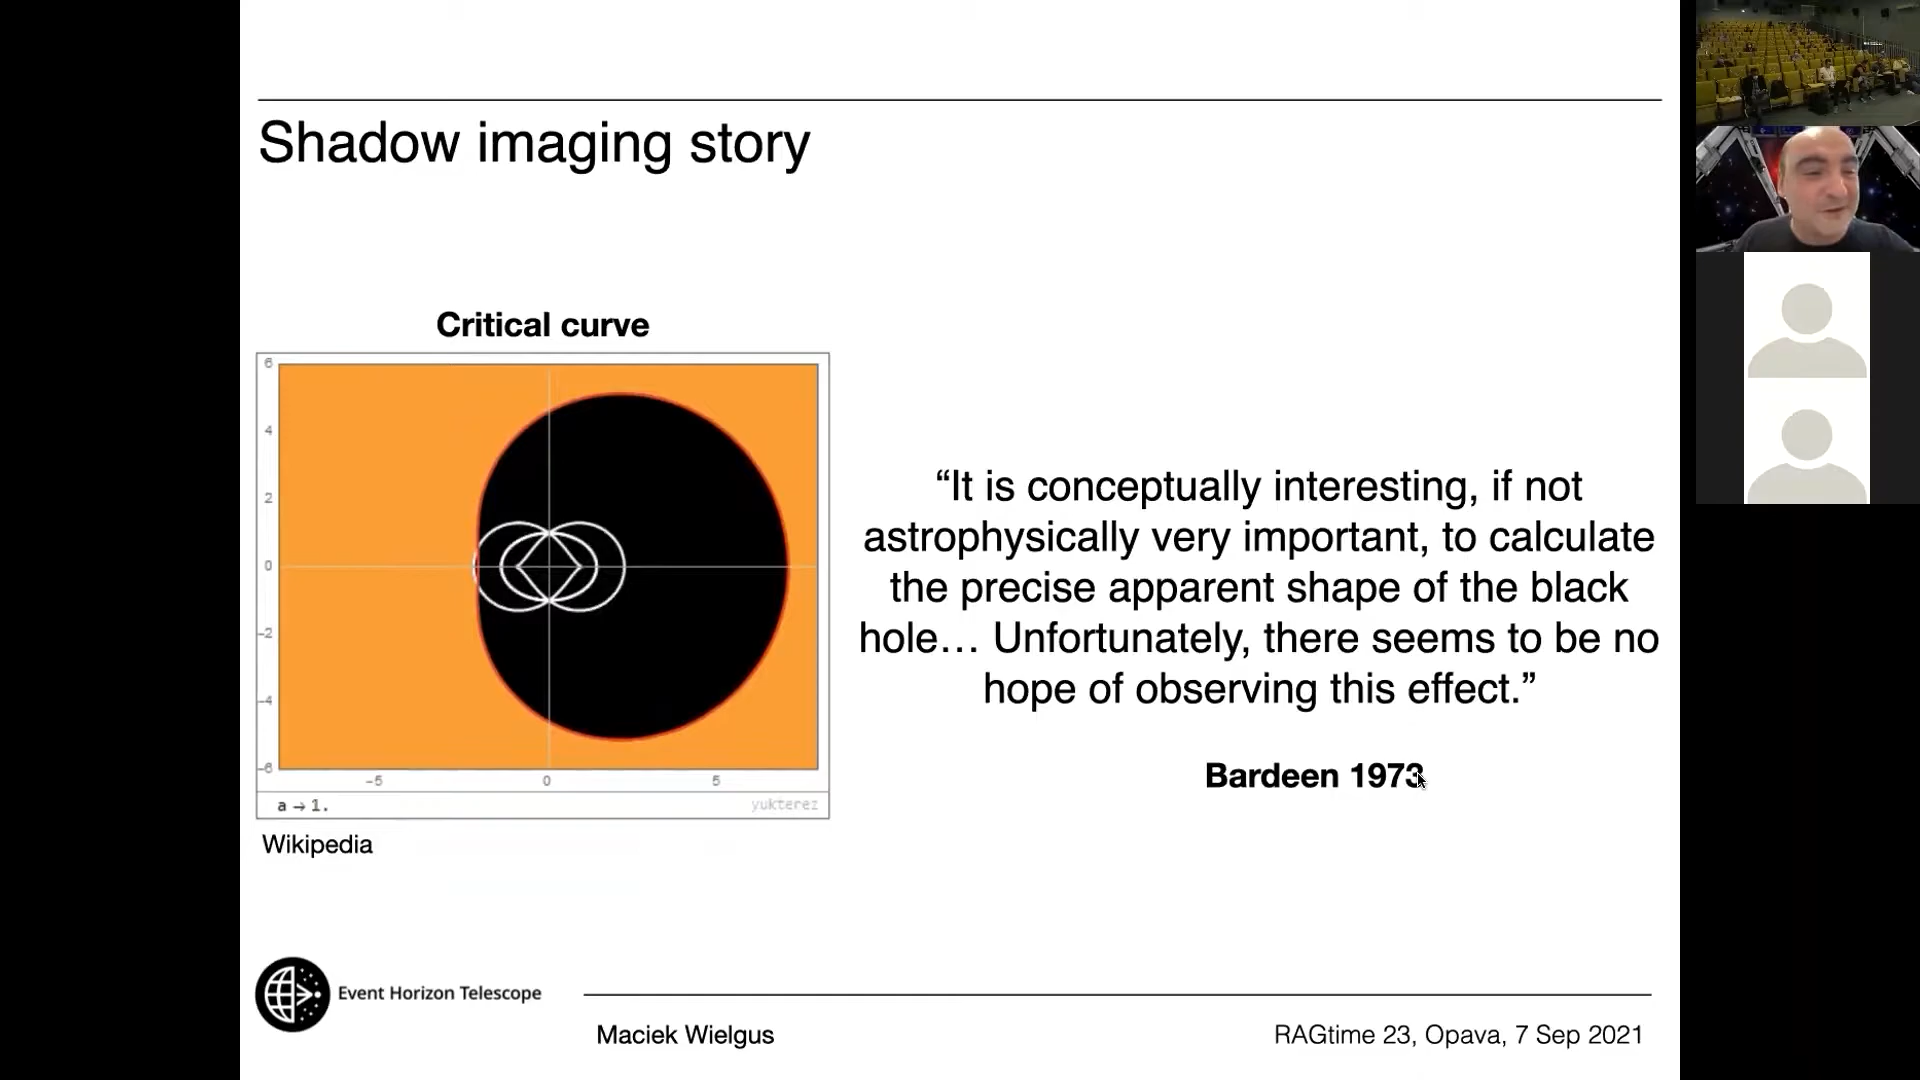 Shadow imaging story
Critical curve
6
4
2
0
-2
-4
-6
-5
0
5
a → 1.
yukterez
Wikipedia
“It is conceptually interesting, if not
astrophysically very important, to calculate
the precise apparent shape of the black
hole… Unfortunately, there seems to be no
hope of observing this effect.”
Bardeen 1973
Event Horizon Telescope
Maciek Wielgus
RAGtime 23, Opava, 7 Sep 2021